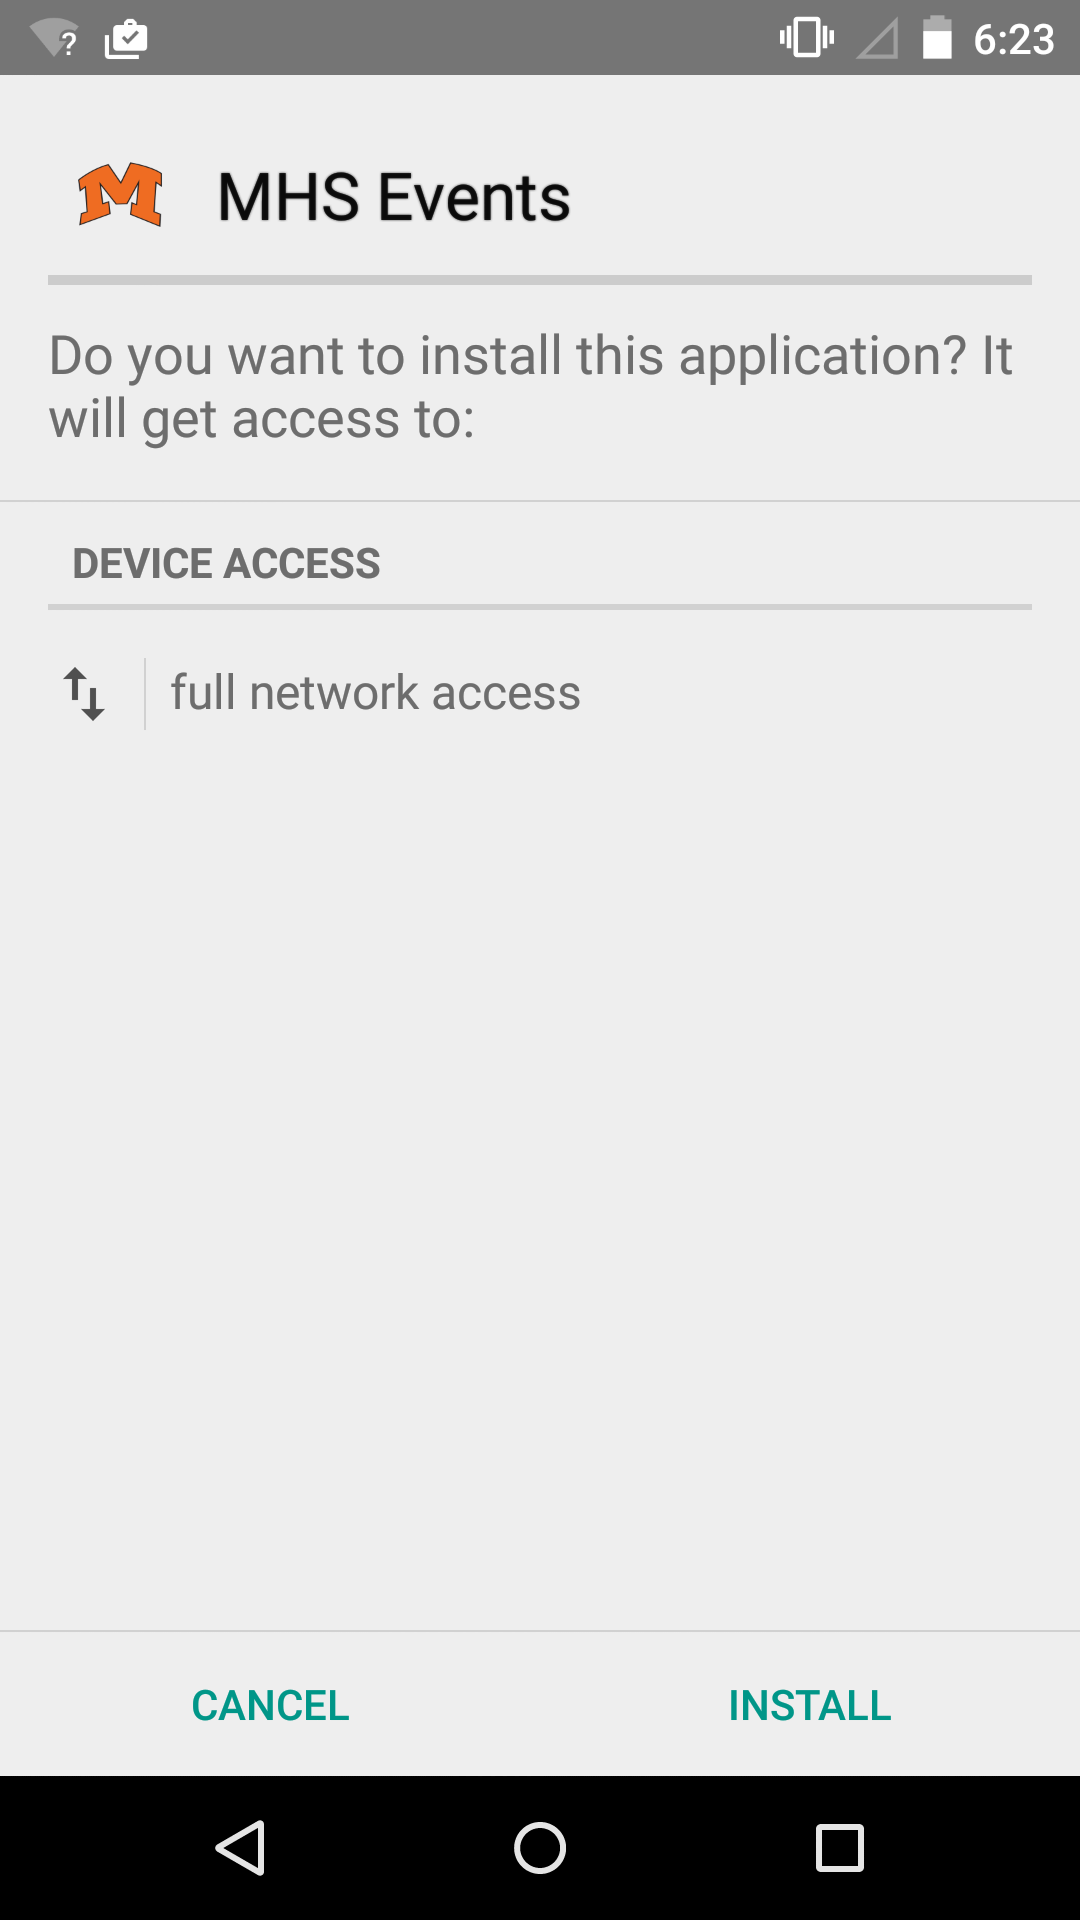 6:23
MHS Events
Do you want to install this application? It
will get access to:
DEVICE ACCESS
full network access
CANCEL
INSTALL